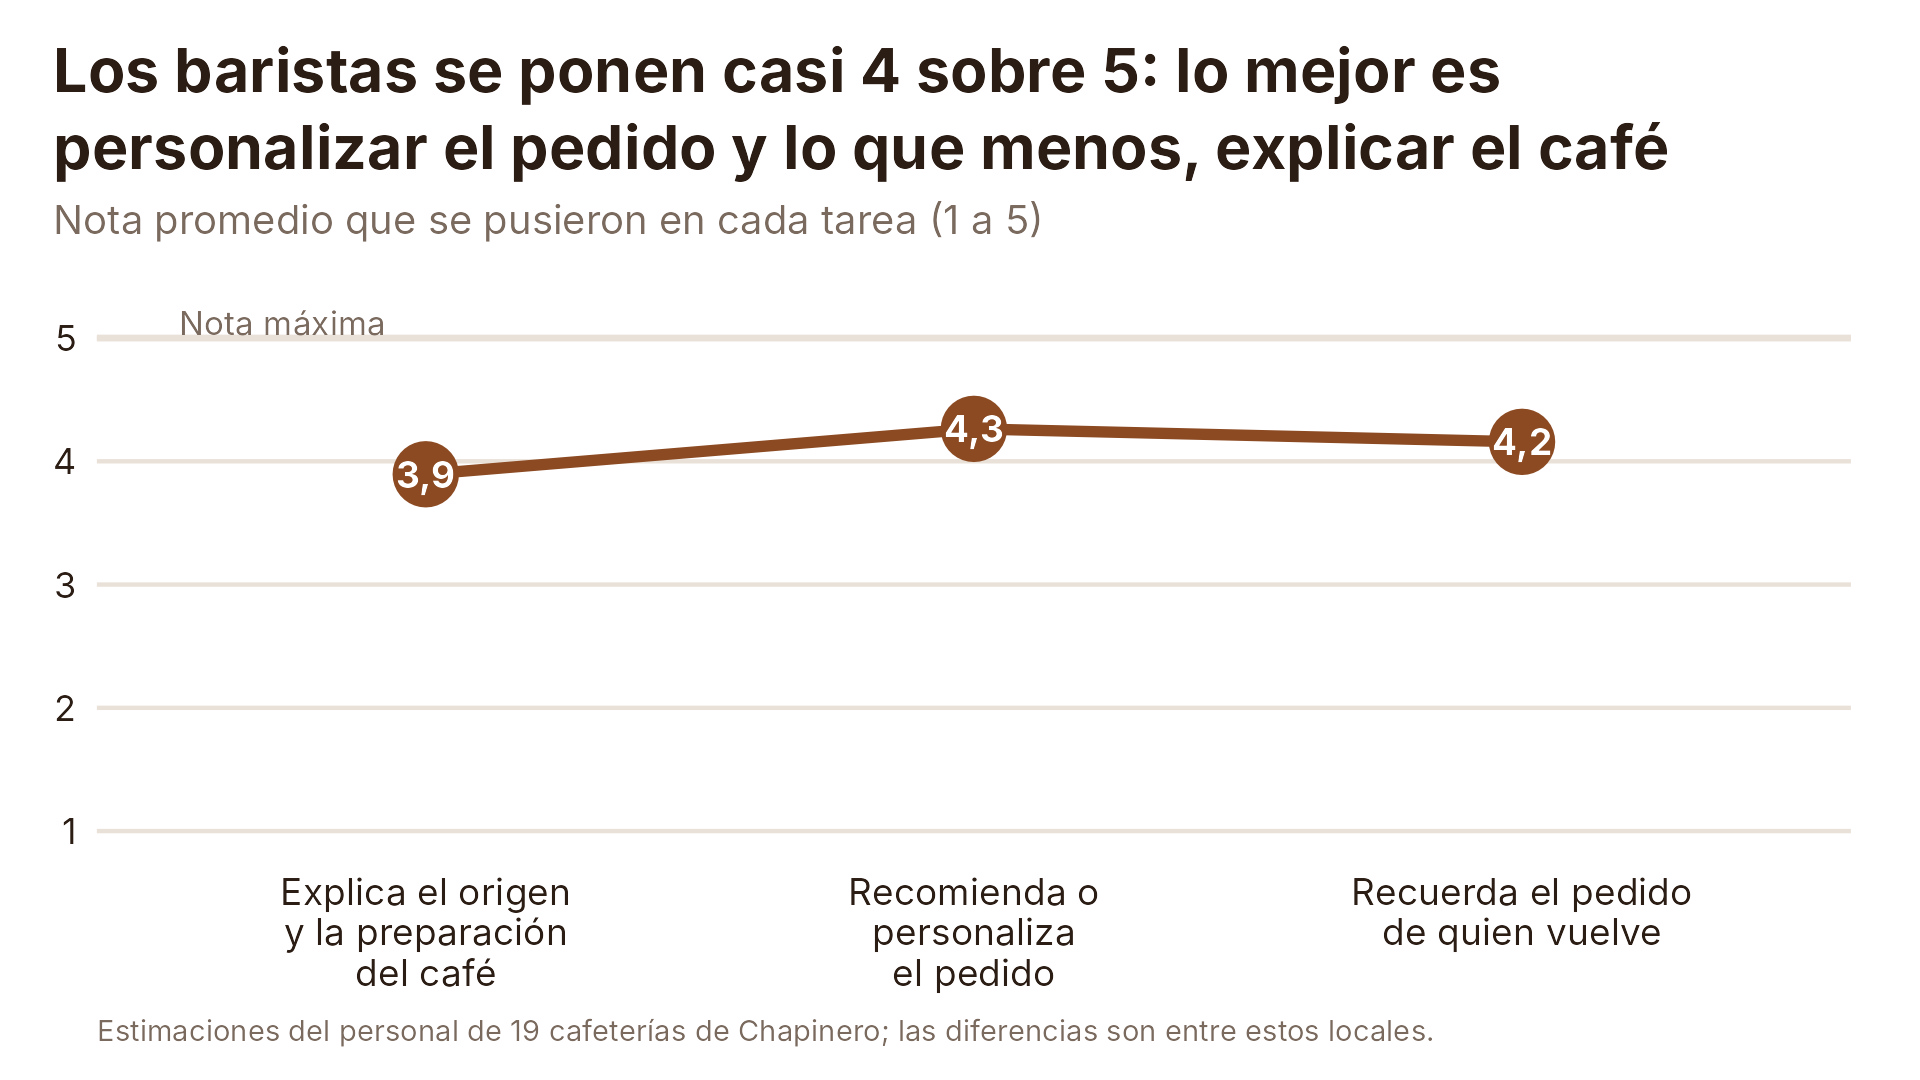 Los baristas se ponen casi 4 sobre 5: lo mejor es
personalizar el pedido y lo que menos, explicar el café
Nota promedio que se pusieron en cada tarea (1 a 5)
Nota máxima
5
4
3
2
1
3,9
4,3
4,2
Explica el origen
y la preparación
del café
Recomienda o
personaliza
el pedido
Recuerda el pedido
de quien vuelve
Estimaciones del personal de 19 cafeterías de Chapinero; las diferencias son entre estos locales.